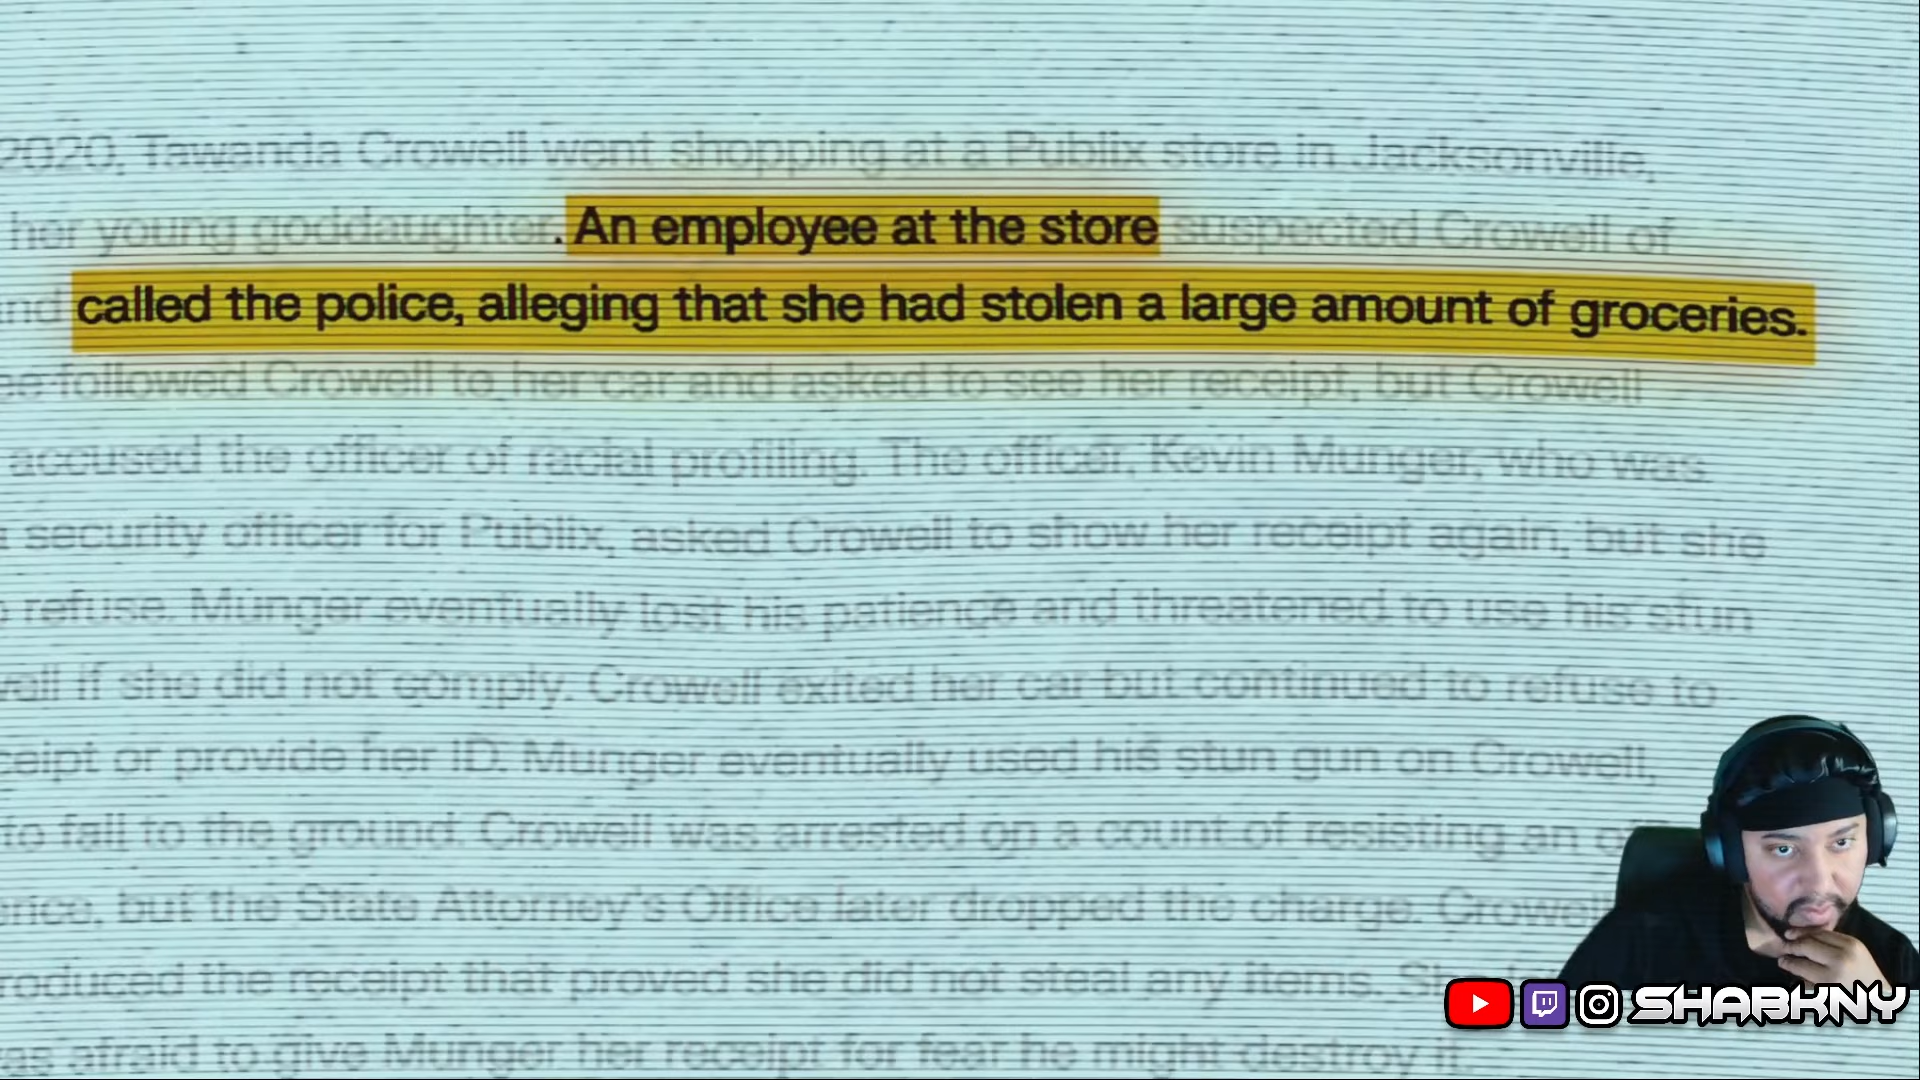 2020, Tawanda Crowell went shopping at a Publix store in Jacksonville,
her young goddaughter. An employee at the store suspected Crowell of
and called the police, alleging that she had stolen a large amount of groceries.
followed Crowell to her car and asked to see her receipt, but Crowell
accused the officer of racial profiling. The officer, Kevin Munger, who was
security officer for Publix, asked Crowell to show her receipt again, but she
refuse. Munger eventually lost his patience and threatened to use his stun
if she did not comply. Crowell exited her car but continued to refuse to
or provide her ID. Munger eventually used his stun gun on Crowell,
to fall to the ground. Crowell was arrested on a count of resisting an
but the State Attorney's Office later dropped the charge. Crowell
roduced the receipt that proved she did not steal any items.
as afraid to give Munger her receipt for fear he might destroy it.
SHABKNY